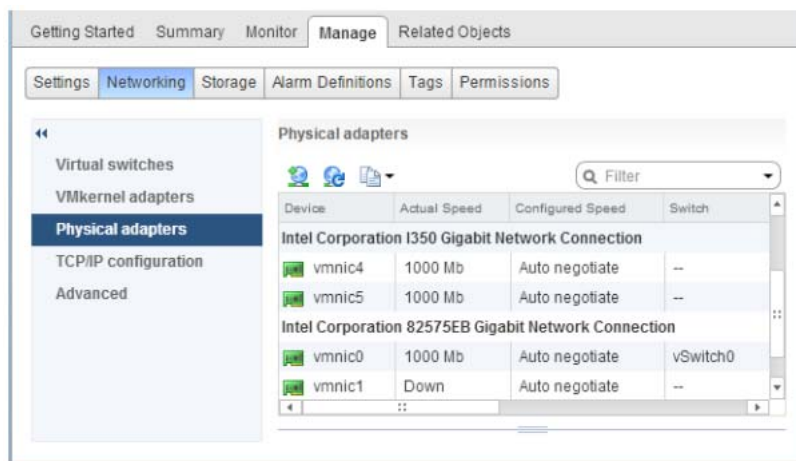 Getting Started Summary Monitor Manage Related Objects
Settings Networking Storage Alarm Definitions Tags Permissions
Physical adapters
Virtual switches
VMkernel adapters
Physical adapters
TCP/IP configuration
Advanced
Filter
Device Actual Speed Configured Speed Switch
Intel Corporation I350 Gigabit Network Connection
vmnic4 1000 Mb Auto negotiate --
vmnic5 1000 Mb Auto negotiate --
Intel Corporation 82575EB Gigabit Network Connection
vmnic0 1000 Mb Auto negotiate vSwitch0
vmnic1 Down Auto negotiate --